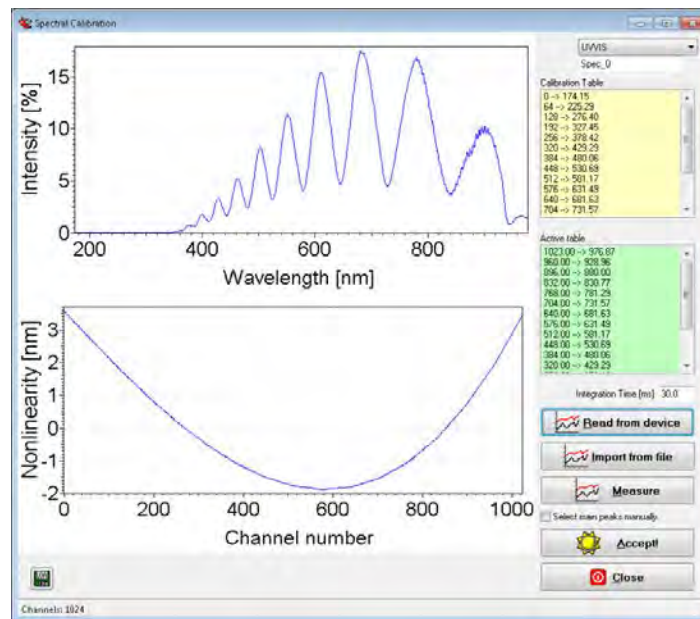 Spectral Calibration
UVVIS
Spec_0
Calibration Table
0 -> 174.15
64 -> 225.29
128 -> 276.40
192 -> 327.45
256 -> 378.42
320 -> 429.29
384 -> 480.06
448 -> 530.69
512 -> 581.17
576 -> 631.49
640 -> 681.63
704 -> 731.57
Intensity [%]
15
10
5
0
200
400
600
800
Wavelength [nm]
Active table
1023.00 -> 976.87
960.00 -> 928.96
896.00 -> 880.00
832.00 -> 830.77
768.00 -> 781.29
704.00 -> 731.57
640.00 -> 681.63
576.00 -> 631.49
512.00 -> 581.17
448.00 -> 530.69
384.00 -> 480.06
320.00 -> 429.29
Nonlinearity [nm]
3
2
1
0
-1
-2
0
200
400
600
800
1000
Channel number
Integration Time [ms] 30.0
Read from device
Import from file
Measure
Select main peaks manually
Accept!
Close
Channels: 1024